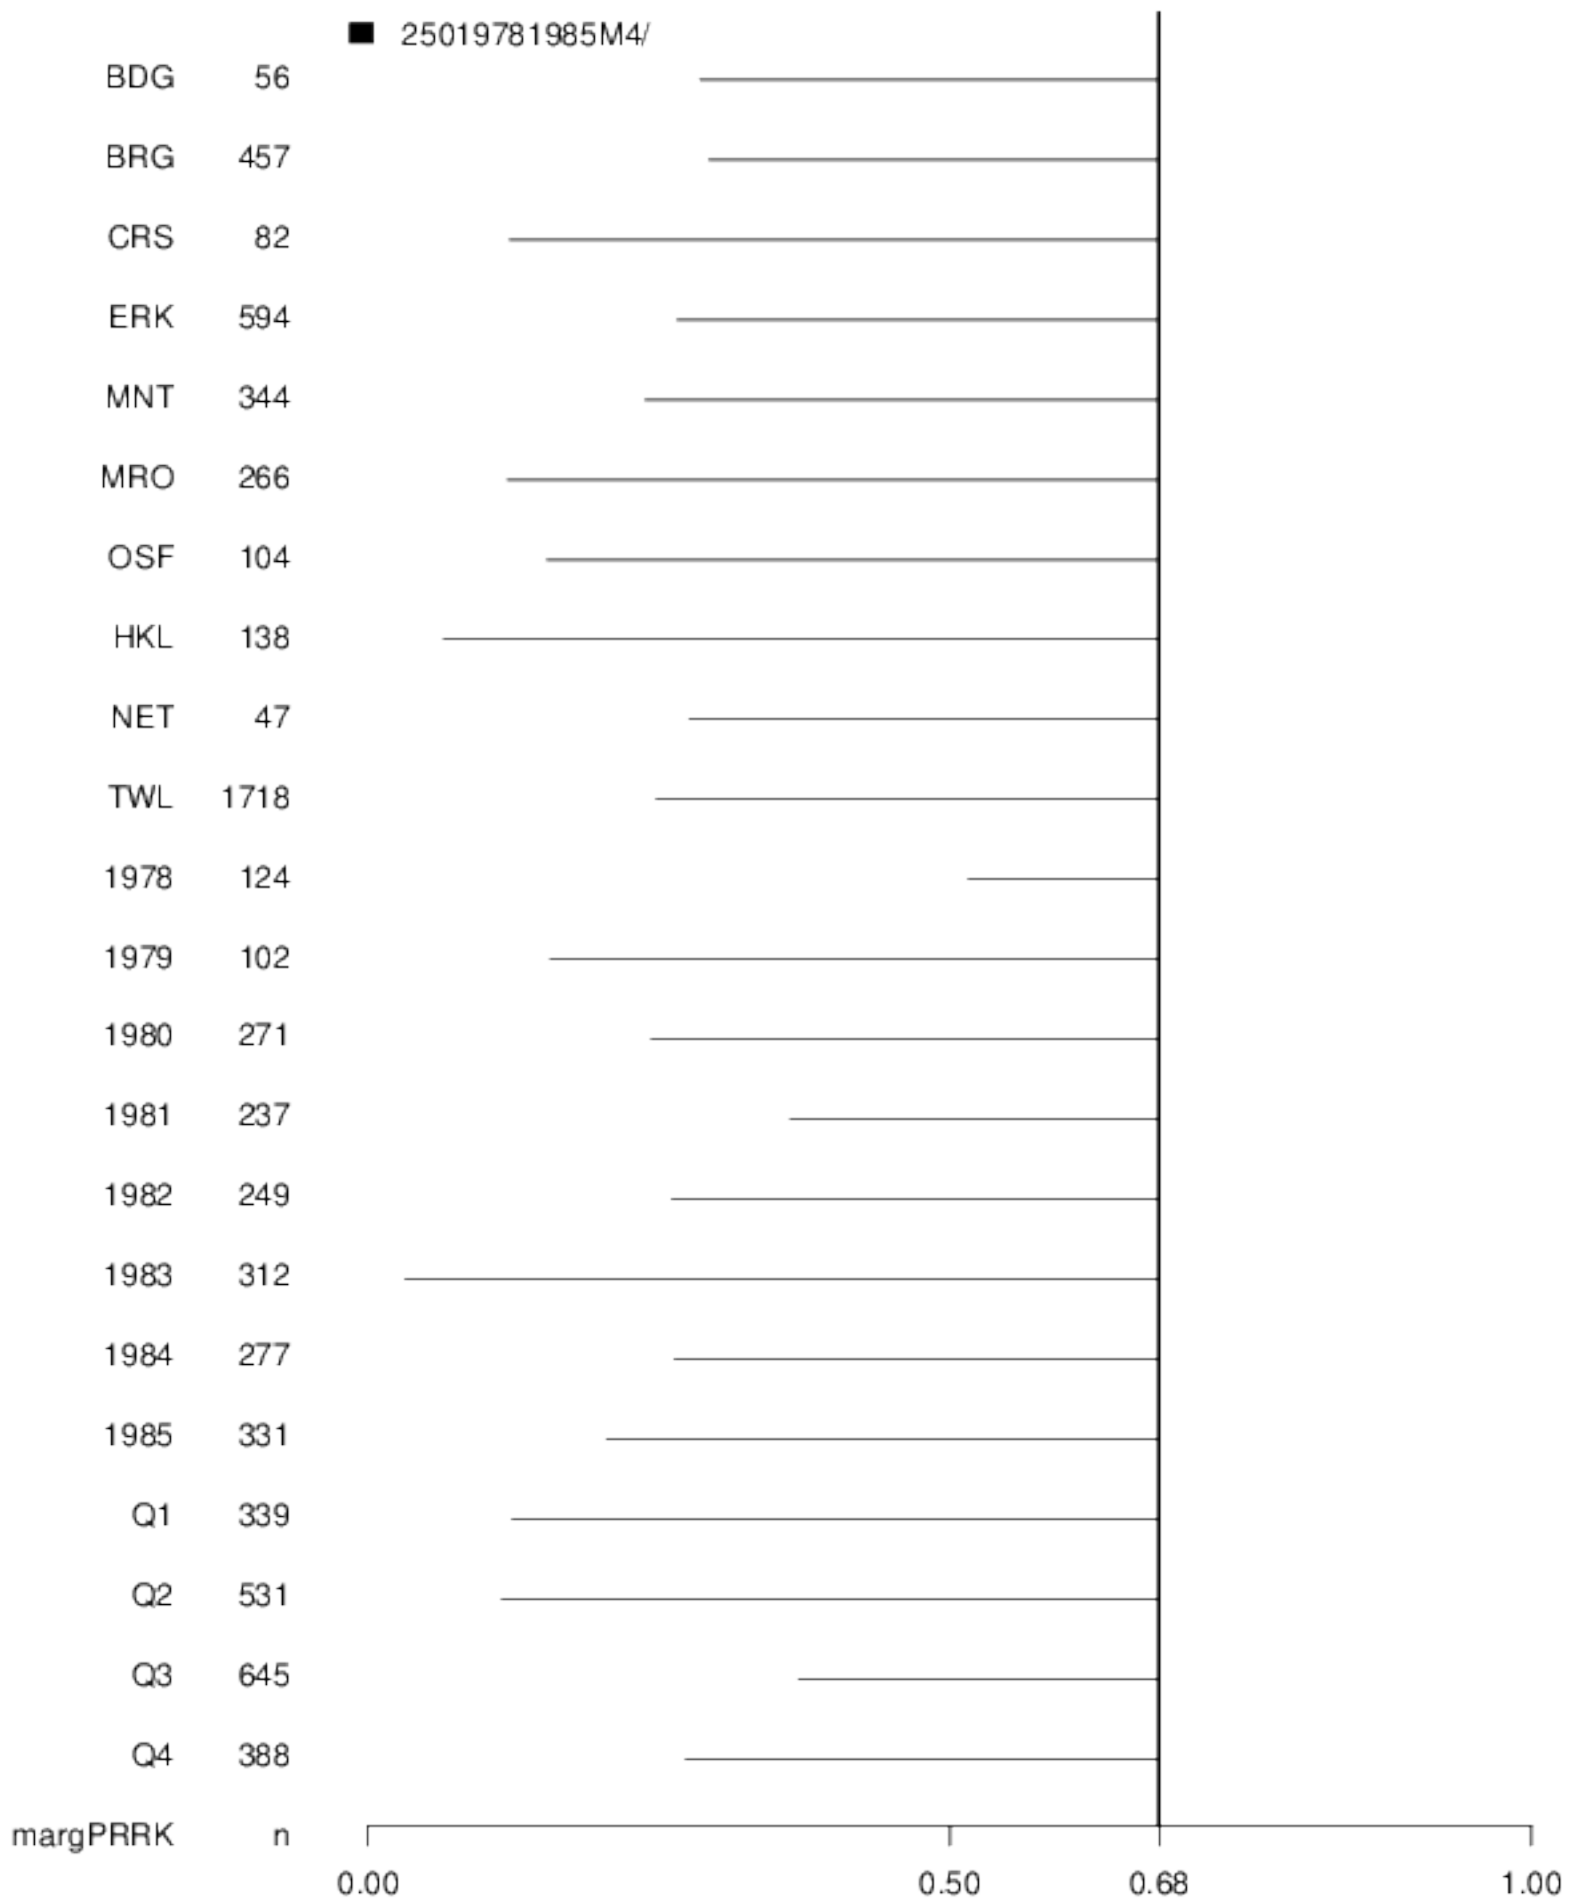 25019781985M4/
BDG 56
BRG 457
CRS 82
ERK 594
MNT 344
MRO 266
OSF 104
HKL 138
NET 47
TWL 1718
1978 124
1979 102
1980 271
1981 237
1982 249
1983 312
1984 277
1985 331
Q1 339
Q2 531
Q3 645
Q4 388
margPRRK n
0.00 0.50 0.68 1.00